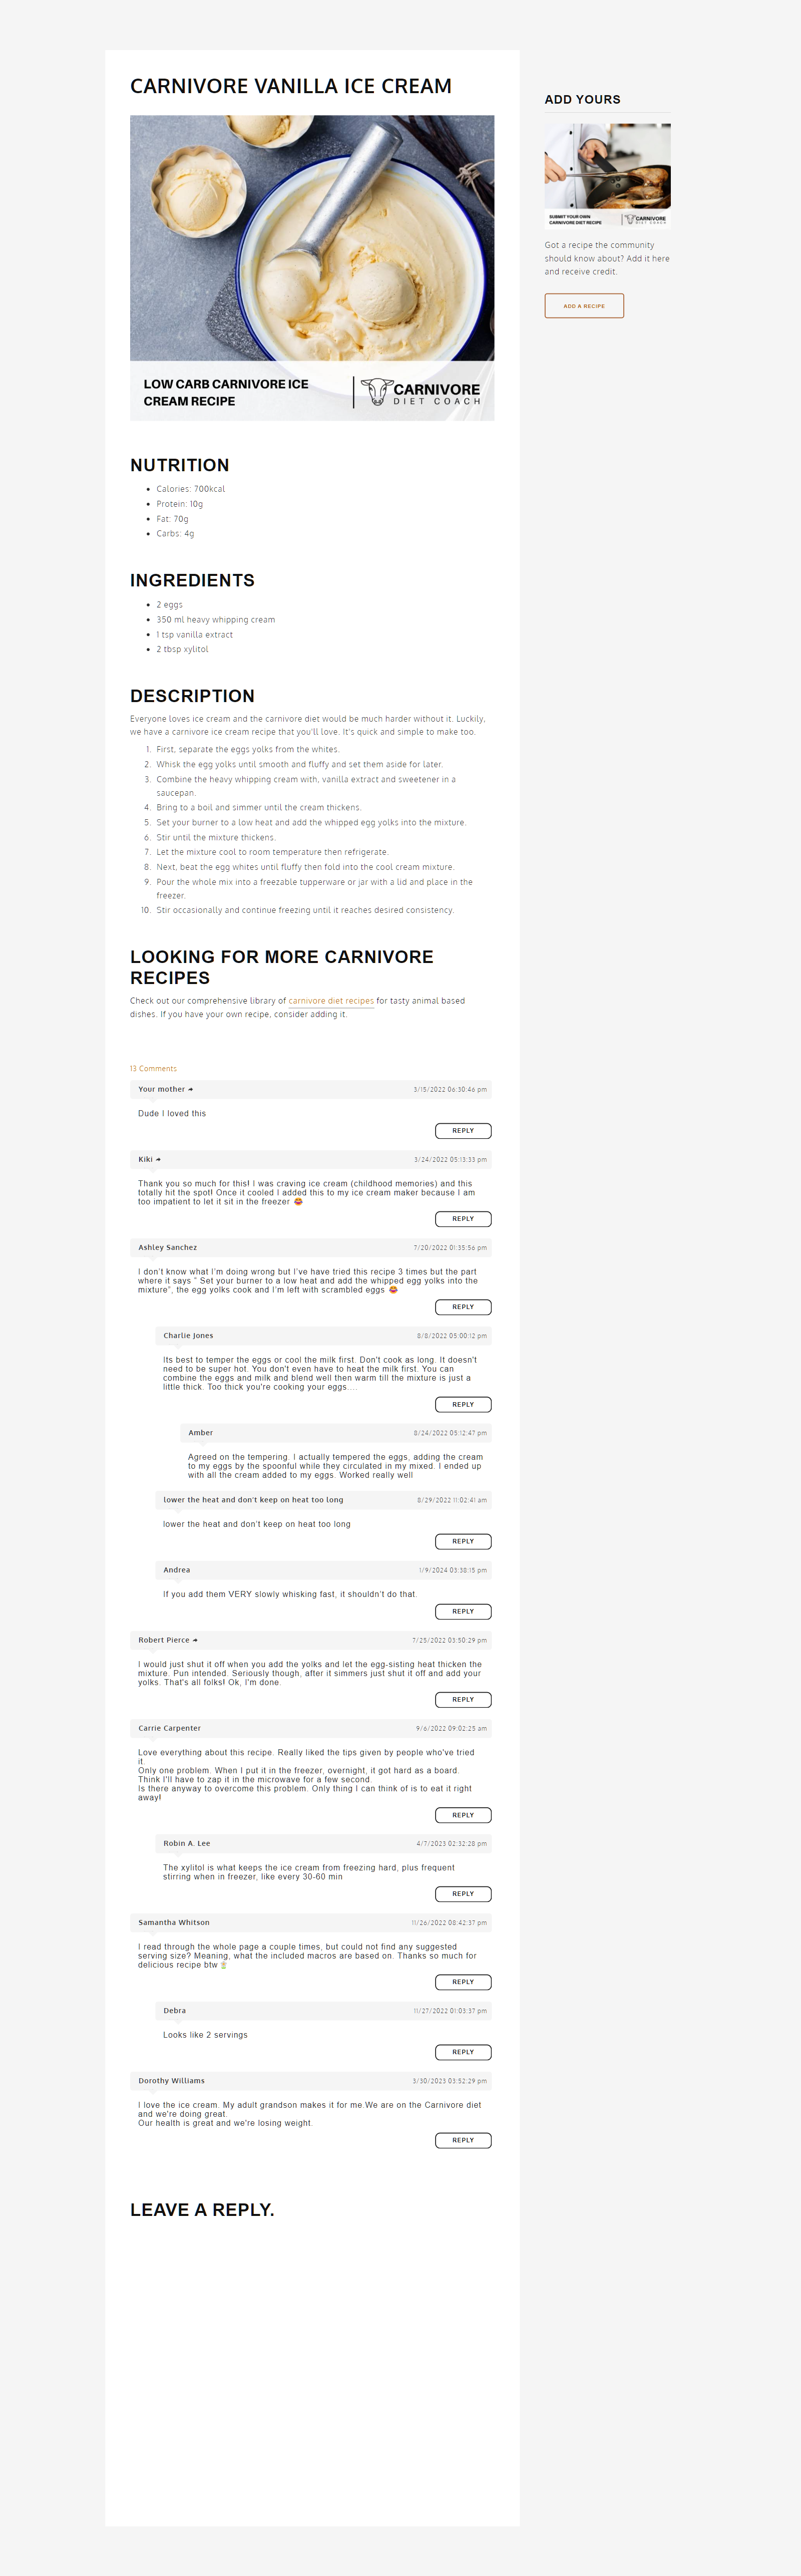 CARNIVORE VANILLA ICE CREAM
LOW CARB CARNIVORE ICE
CREAM RECIPE
CARNIVORE
DIET COACH
NUTRITION
Calories: 700kcal
Protein: 10g
Fat: 70g
Carbs: 4g
INGREDIENTS
2 eggs
350 ml heavy whipping cream
1 tsp vanilla extract
2 tbsp xylitol
DESCRIPTION
Everyone loves ice cream and the carnivore diet would be much harder without it. Luckily,
we have a carnivore ice cream recipe that you'll love. It's quick and simple to make too.
1. First, separate the eggs yolks from the whites.
2. Whisk the egg yolks until smooth and fluffy and set them aside for later.
3. Combine the heavy whipping cream with, vanilla extract and sweetener in a
saucepan.
4. Bring to a boil and simmer until the cream thickens.
5. Set your burner to a low heat and add the whipped egg yolks into the mixture.
6. Stir until the mixture thickens.
7. Let the mixture cool to room temperature then refrigerate.
8. Next, beat the egg whites until fluffy then fold into the cool cream mixture.
9. Pour the whole mix into a freezable tupperware or jar with a lid and place in the
freezer.
10. Stir occasionally and continue freezing until it reaches desired consistency.
LOOKING FOR MORE CARNIVORE
RECIPES
Check out our comprehensive library of carnivore diet recipes for tasty animal based
dishes. If you have your own recipe, consider adding it.
13 Comments
Your mother 3/15/2022 06:30:46 pm
Dude I loved this
REPLY
Kiki 3/24/2022 05:13:33 pm
Thank you so much for this! I was craving ice cream (childhood memories) and this
totally hit the spot! Once it cooled I added this to my ice cream maker because I am
too impatient to let it sit in the freezer 😂
REPLY
Ashley Sanchez 7/20/2022 01:35:56 pm
I don't know what I'm doing wrong but I've have tried this recipe 3 times but the part
where it says “ Set your burner to a low heat and add the whipped egg yolks into the
mixture”, the egg yolks cook and I'm left with scrambled eggs 😂
REPLY
Charlie Jones 8/8/2022 05:00:12 pm
Its best to temper the eggs or cool the milk first. Don't cook as long. It doesn't
need to be super hot. You don't even have to heat the milk first. You can
combine the eggs and milk and blend well then warm till the mixture is just a
little thick. Too thick you're cooking your eggs....
REPLY
Amber 8/24/2022 05:12:47 pm
Agreed on the tempering. I actually tempered the eggs, adding the cream
to my eggs by the spoonful while they circulated in my mixed. I ended up
with all the cream added to my eggs. Worked really well
lower the heat and don't keep on heat too long 8/29/2022 11:02:41 am
lower the heat and don't keep on heat too long
REPLY
Andrea 1/9/2024 03:38:15 pm
If you add them VERY slowly whisking fast, it shouldn't do that.
REPLY
Robert Pierce 7/25/2022 03:50:29 pm
I would just shut it off when you add the yolks and let the egg-sisting heat thicken the
mixture. Pun intended. Seriously though, after it simmers just shut it off and add your
yolks. That's all folks! Ok, I'm done.
REPLY
Carrie Carpenter 9/6/2022 09:02:25 am
Love everything about this recipe. Really liked the tips given by people who've tried
it.
Only one problem. When I put it in the freezer, overnight, it got hard as a board.
Think I'll have to zap it in the microwave for a few second.
Is there anyway to overcome this problem. Only thing I can think of is to eat it right
away!
REPLY
Robin A. Lee 4/7/2023 02:32:28 pm
The xylitol is what keeps the ice cream from freezing hard, plus frequent
stirring when in freezer, like every 30-60 min
REPLY
Samantha Whitson 11/26/2022 08:42:37 pm
I read through the whole page a couple times, but could not find any suggested
serving size? Meaning, what the included macros are based on. Thanks so much for
delicious recipe btw🍨
REPLY
Debra 11/27/2022 01:03:37 pm
Looks like 2 servings
REPLY
Dorothy Williams 3/30/2023 03:52:29 pm
I love the ice cream. My adult grandson makes it for me.We are on the Carnivore diet
and we're doing great.
Our health is great and we're losing weight.
REPLY
LEAVE A REPLY.
ADD YOURS
SUBMIT YOUR OWN
CARNIVORE DIET RECIPE
CARNIVORE
DIET COACH
Got a recipe the community
should know about? Add it here
and receive credit.
ADD A RECIPE